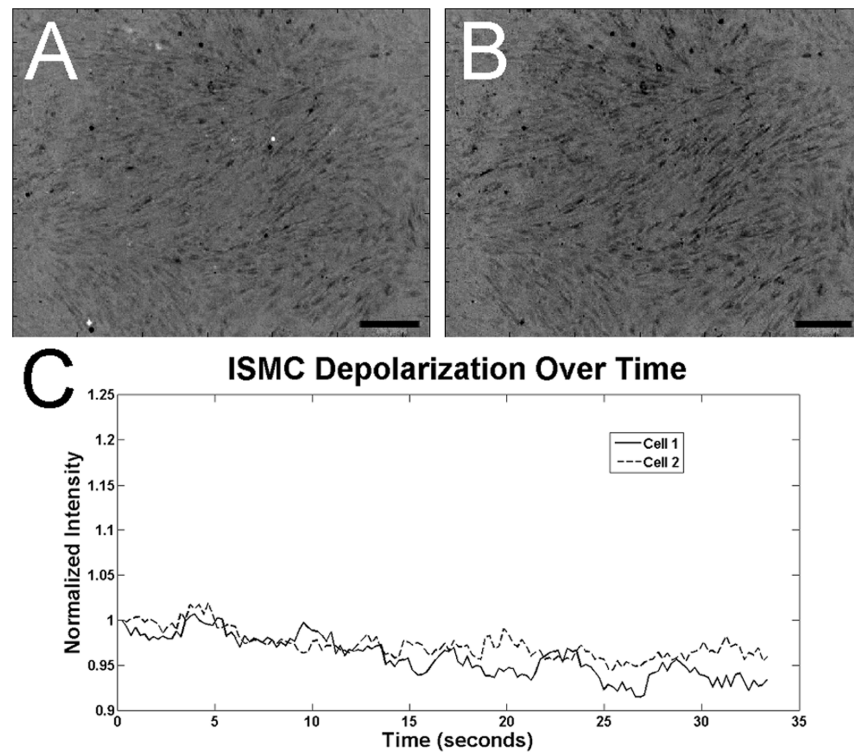 A
B
C
ISMC Depolarization Over Time
Normalized Intensity
1.25
1.2
1.15
1.1
1.05
1
0.95
0.9
Cell 1
Cell 2
0
5
10
15
20
25
30
35
Time (seconds)